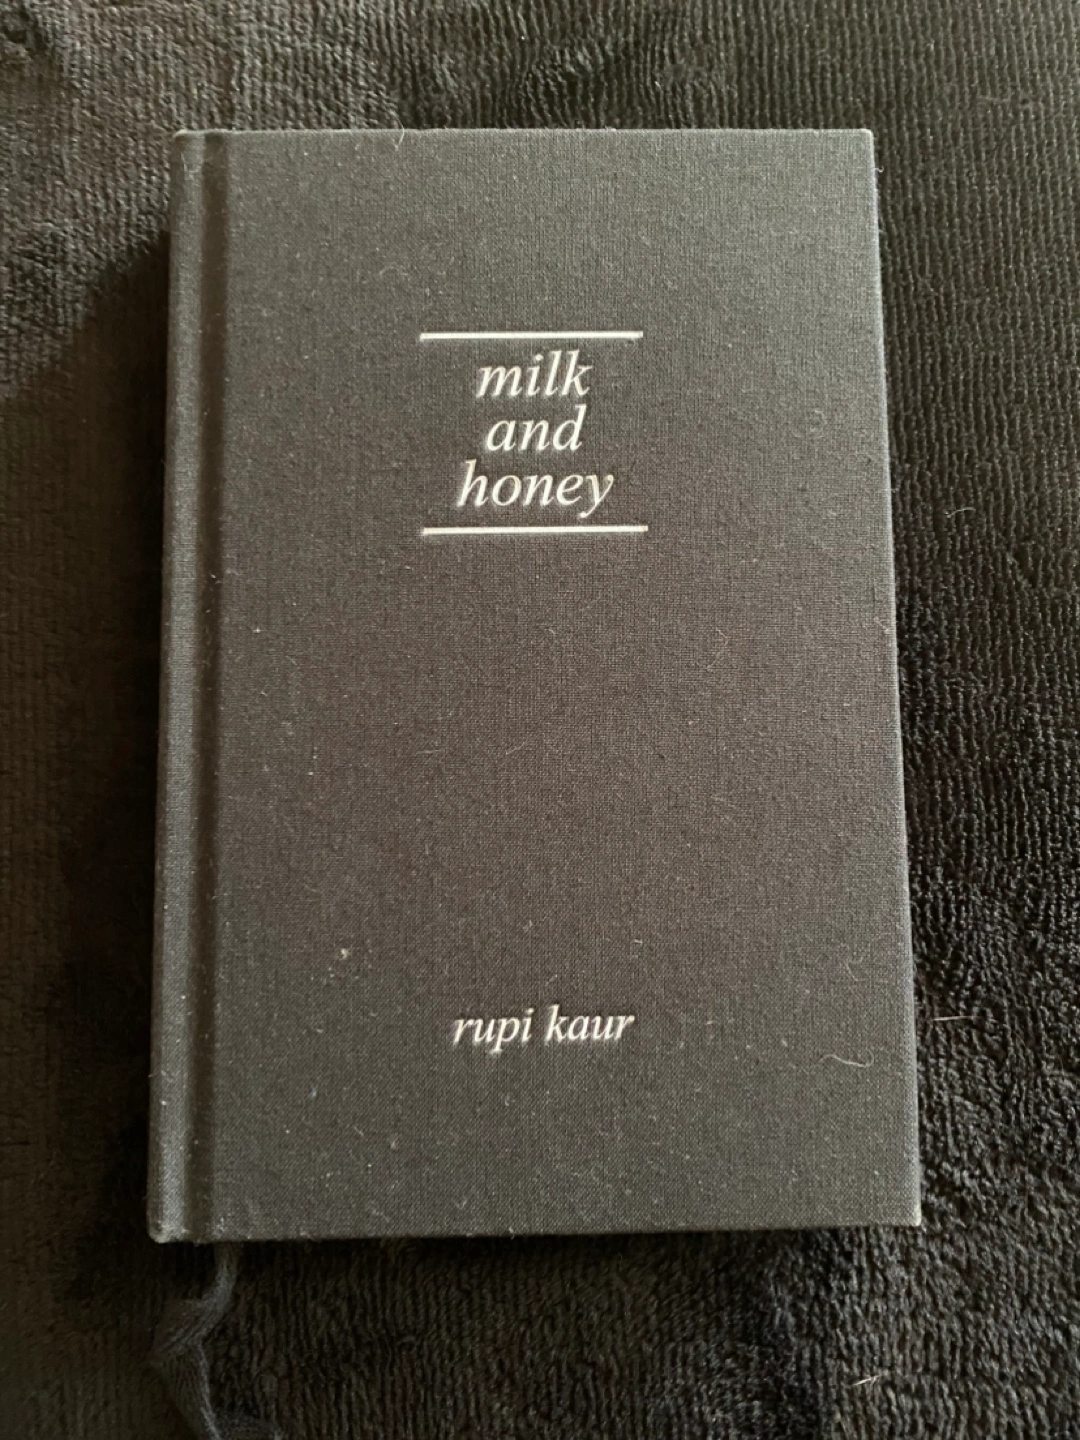 milk
and
honey
rupi kaur